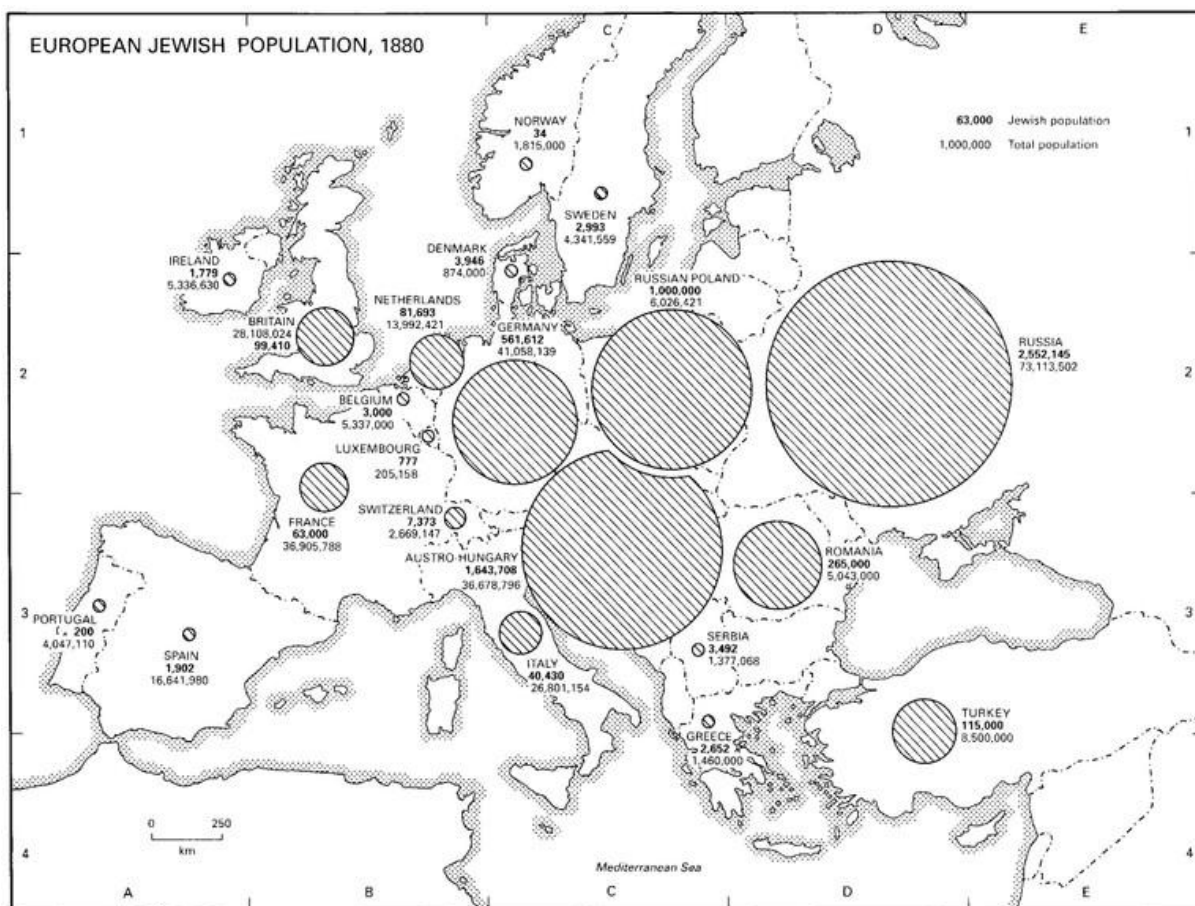 EUROPEAN JEWISH POPULATION, 1880
C
D
E
1
1
63,000 Jewish population
1,000,000 Total population
NORWAY
34
1,815,000
SWEDEN
2,993
4,341,559
DENMARK
3,946
874,000
IRELAND
1,779
5,336,630
RUSSIAN POLAND
1,000,000
6,026,421
NETHERLANDS
81,693
13,992,421
BRITAIN
28,108,024
99,410
GERMANY
561,612
41,058,139
RUSSIA
2,552,145
73,113,502
2
2
BELGIUM
3,000
5,337,000
LUXEMBOURG
777
205,158
SWITZERLAND
7,373
2,669,147
FRANCE
63,000
36,905,788
AUSTRO-HUNGARY
1,643,708
36,678,796
ROMANIA
265,000
5,043,000
3
3
PORTUGAL
200
4,047,110
SPAIN
1,902
16,641,980
SERBIA
3,492
1,377,068
ITALY
40,430
26,801,154
GREECE
2,652
1,460,000
TURKEY
115,000
8,500,000
0 250
km
4
4
Mediterranean Sea
A
B
C
D
E